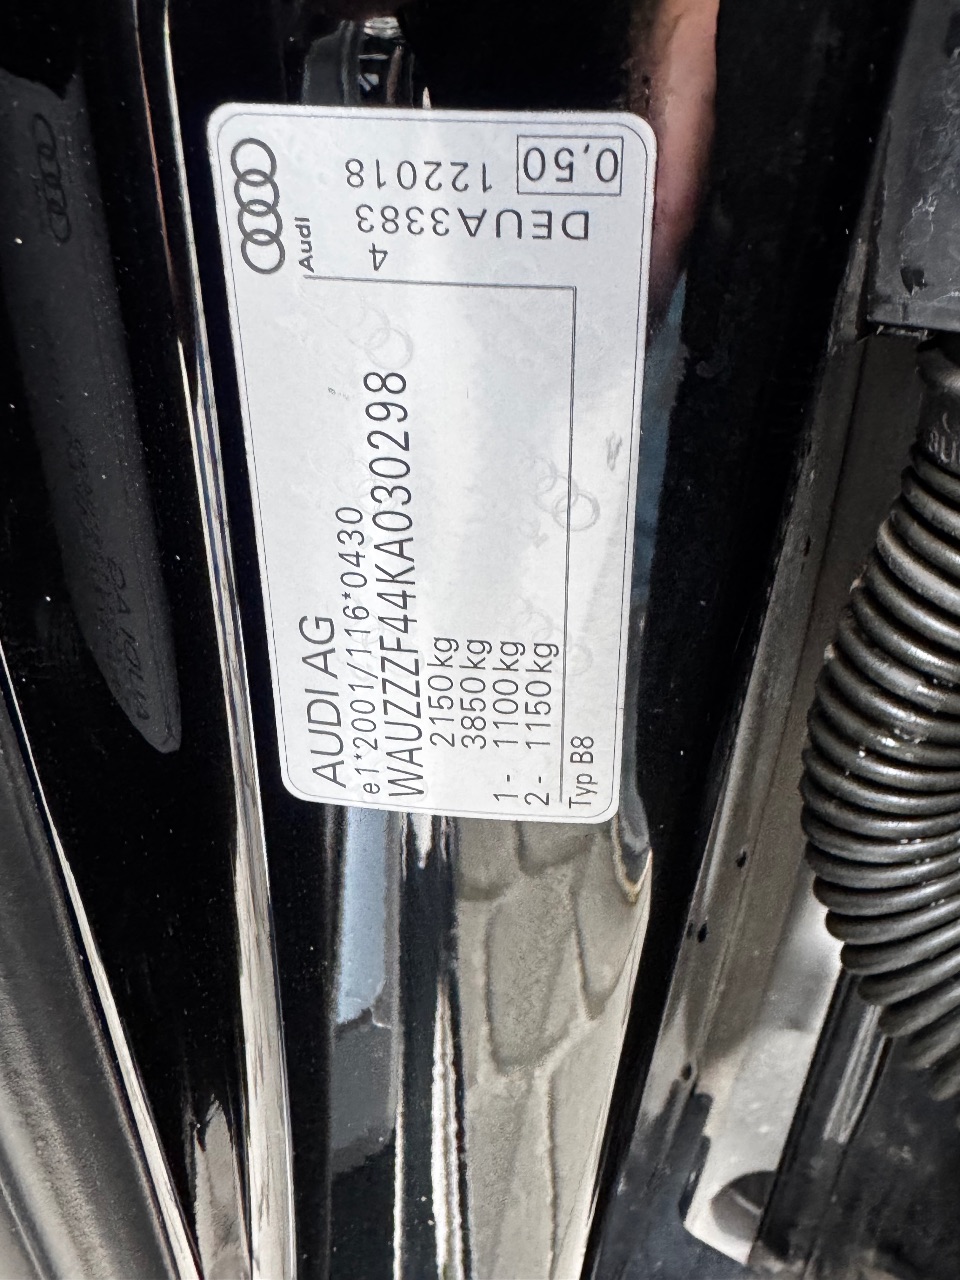 AUDI AG
e1*2001/116*0430
WAUZZZF44KA030298
2150 kg
3850 kg
1 - 1100 kg
2 - 1150 kg
Typ B8
Audi
4
DEUA3383
122018
0,50